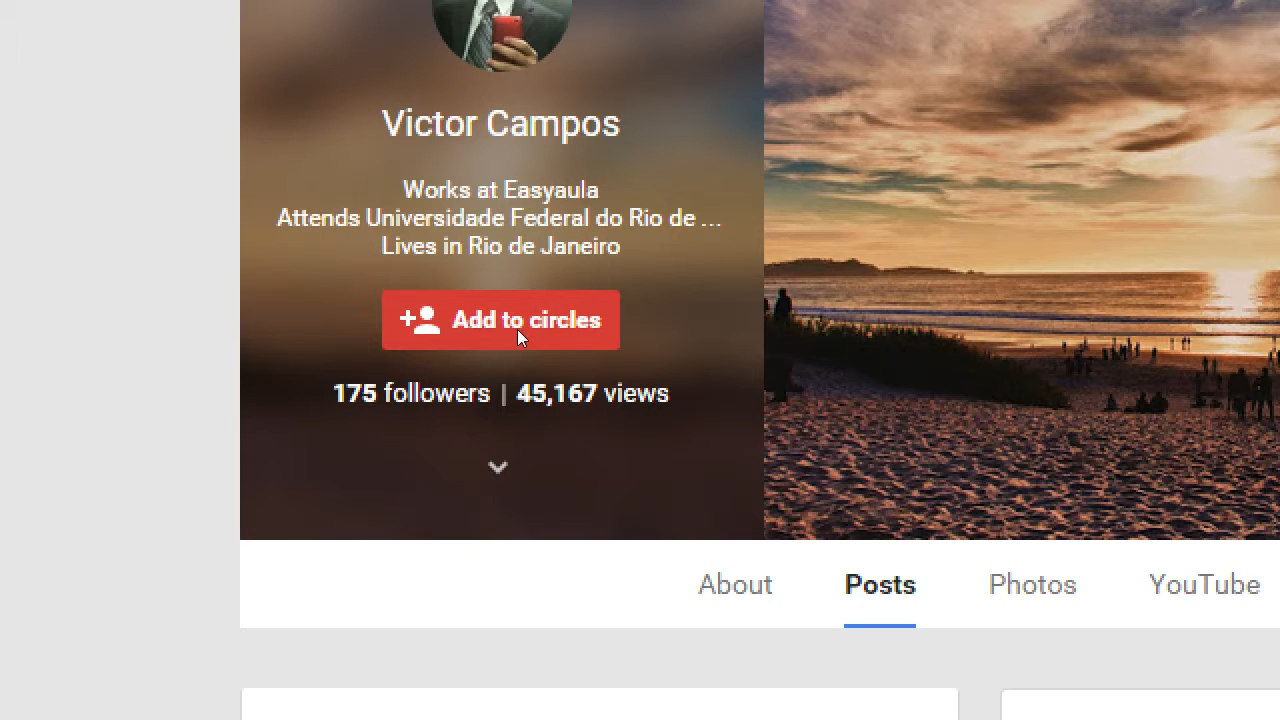 Victor Campos
Works at Easyaula
Attends Universidade Federal do Rio de ...
Lives in Rio de Janeiro
Add to circles
175 followers | 45,167 views
About Posts Photos YouTube